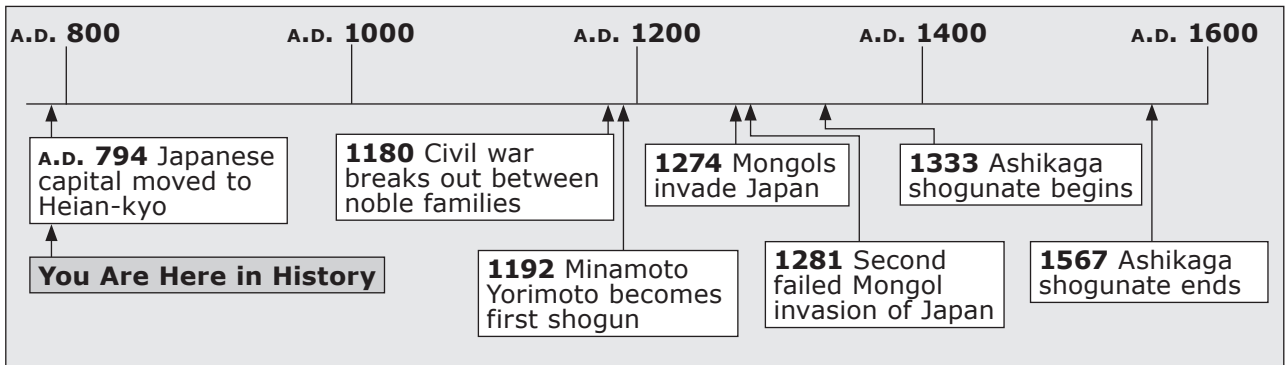 A.D. 800 A.D. 1000 A.D. 1200 A.D. 1400 A.D. 1600
A.D. 794 Japanese
capital moved to
Heian-kyo
You Are Here in History
1180 Civil war
breaks out between
noble families
1192 Minamoto
Yorimoto becomes
first shogun
1274 Mongols
invade Japan
1281 Second
failed Mongol
invasion of Japan
1333 Ashikaga
shogunate begins
1567 Ashikaga
shogunate ends